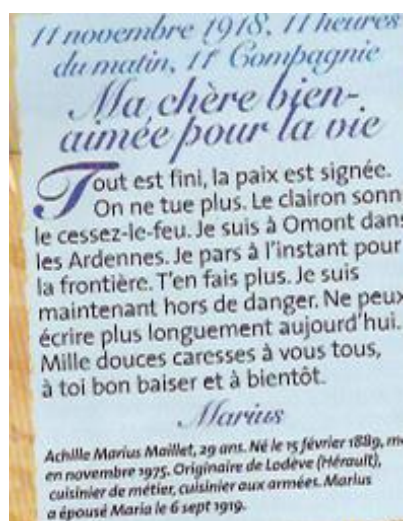 11 novembre 1918, 11 heures
du matin, 11e Compagnie
Ma chère bien-
aimée pour la vie
Tout est fini, la paix est signée.
On ne tue plus. Le clairon sonn
le cessez-le-feu. Je suis à Omont dans
les Ardennes. Je pars à l'instant pour
la frontière. T'en fais plus. Je suis
maintenant hors de danger. Ne peux
écrire plus longuement aujourd'hui.
Mille douces caresses à vous tous,
à toi bon baiser et à bientôt.
Marius
Achille Marius Maillet, 29 ans. Né le 15 février 1889, mo
en novembre 1975. Originaire de Lodève (Hérault),
cuisinier de métier, cuisinier aux armées. Marius
a épousé Maria le 6 sept 1919.